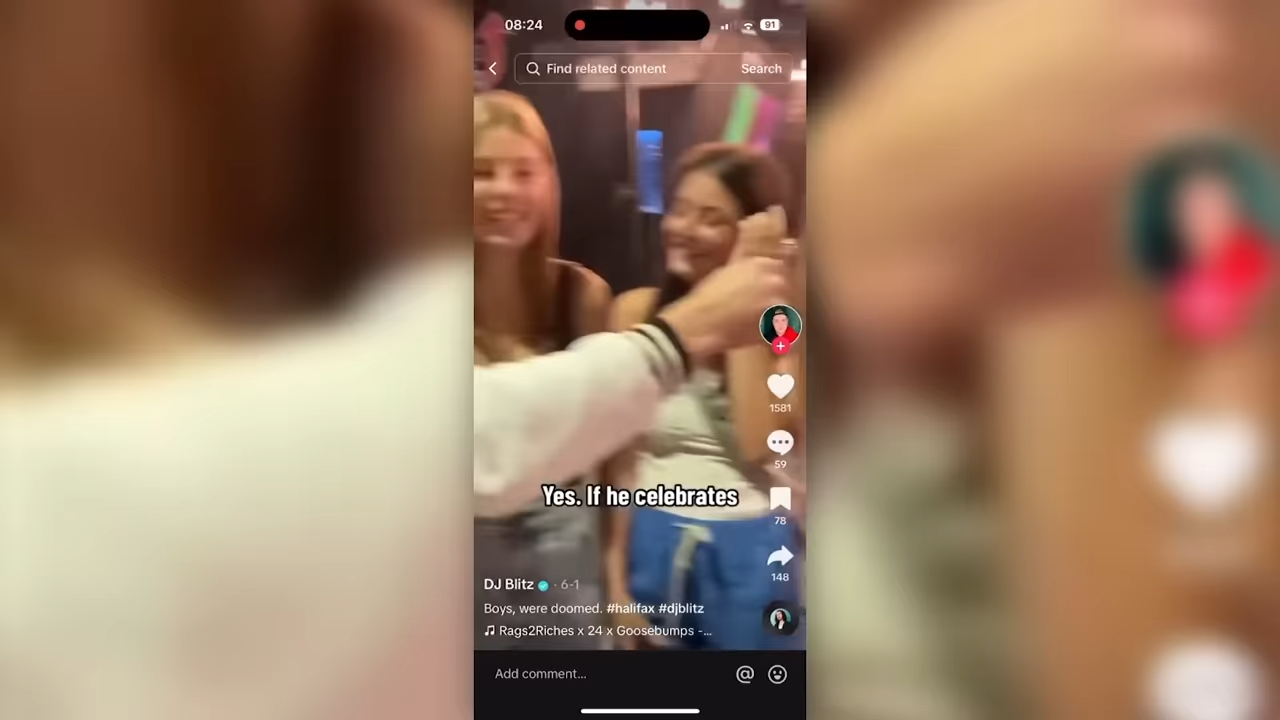 08:24
91
Find related content
Search
1581
59
Yes. If he celebrates
78
148
DJ Blitz · 6-1
Boys, were doomed. #halifax #djblitz
Rags2Riches x 24 x Goosebumps -...
Add comment...
@